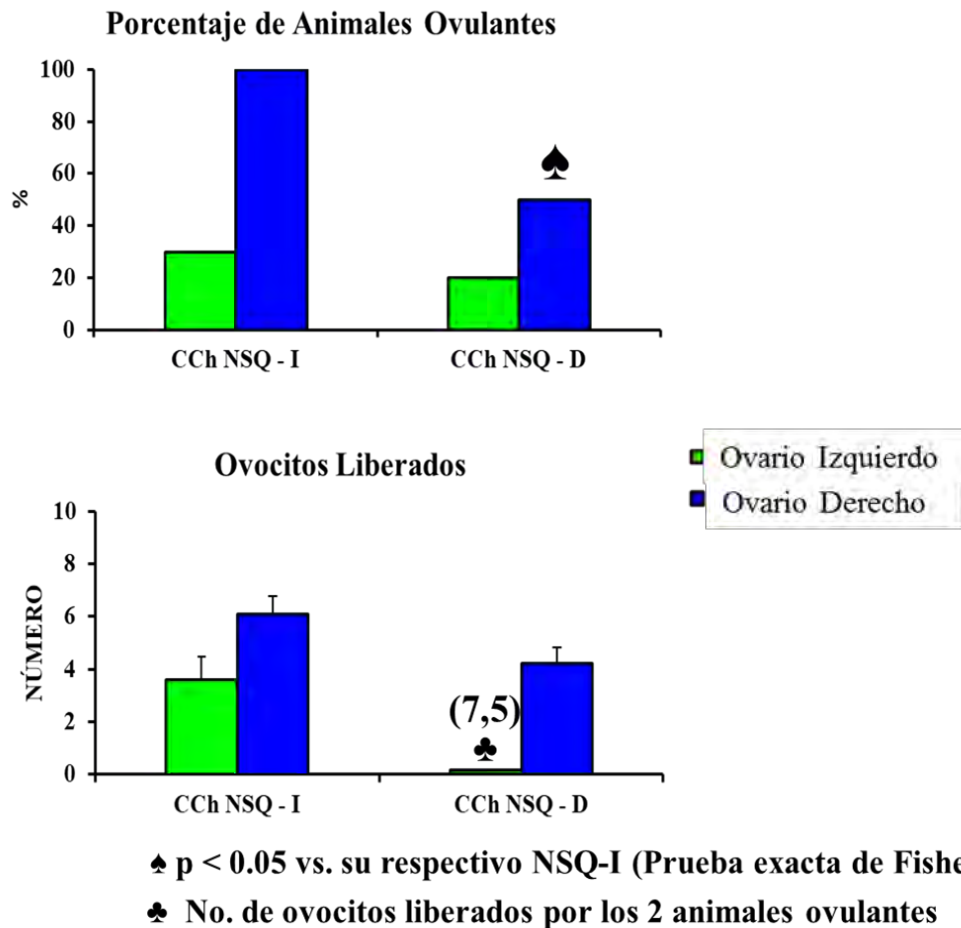 Porcentaje de Animales Ovulantes
100
80
60
40
20
0
%
♠
CCh NSQ - I
CCh NSQ - D
Ovocitos Liberados
Ovario Izquierdo
Ovario Derecho
10
8
6
4
2
0
NÚMERO
(7,5)
♣
CCh NSQ - I
CCh NSQ - D
♠ p < 0.05 vs. su respectivo NSQ-I (Prueba exacta de Fishe
♣ No. de ovocitos liberados por los 2 animales ovulantes